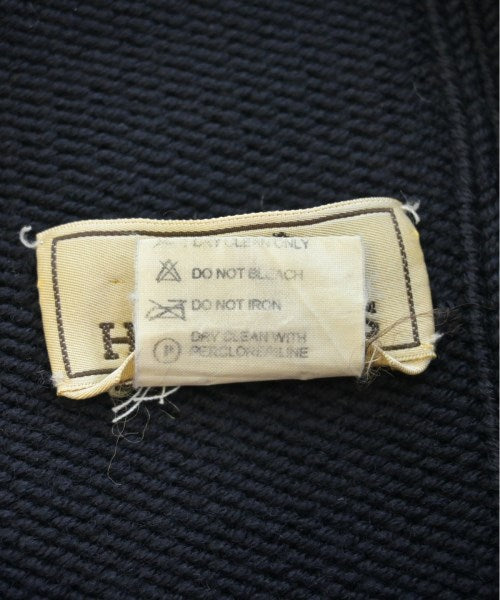 DRY CLEAN ONLY
DO NOT BLEACH
DO NOT IRON
DRY CLEAN WITH
P PERCLORETILINE
H